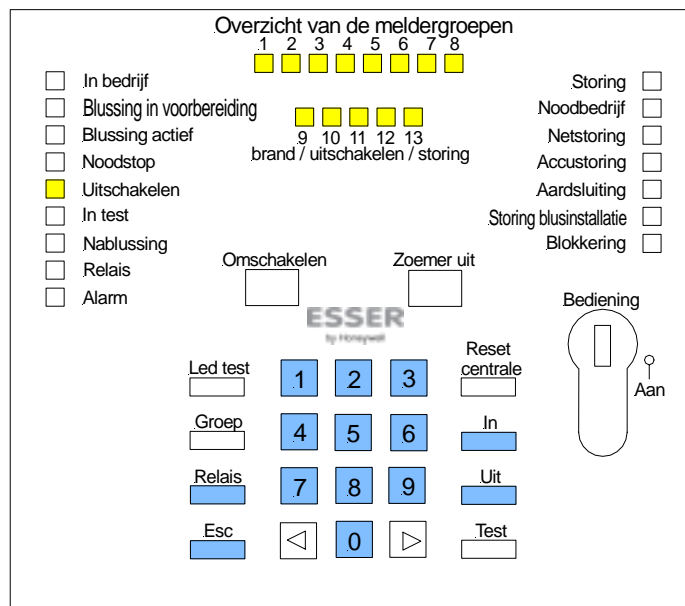 Overzicht van de meldergroepen
1 2 3 4 5 6 7 8
In bedrijf
Blussing in voorbereiding
Blussing actief
Noodstop
Uitschakelen
In test
Nablussing
Relais
Alarm
9 10 11 12 13
brand / uitschakelen / storing
Storing
Noodbedrijf
Netstoring
Accustoring
Aardsluiting
Storing blusinstallatie
Blokkering
Omschakelen
Zoemer uit
ESSER
by Honeywell
Bediening
Aan
Led test
1 2 3
Reset
centrale
Groep
4 5 6
In
Relais
7 8 9
Uit
Esc
0
Test